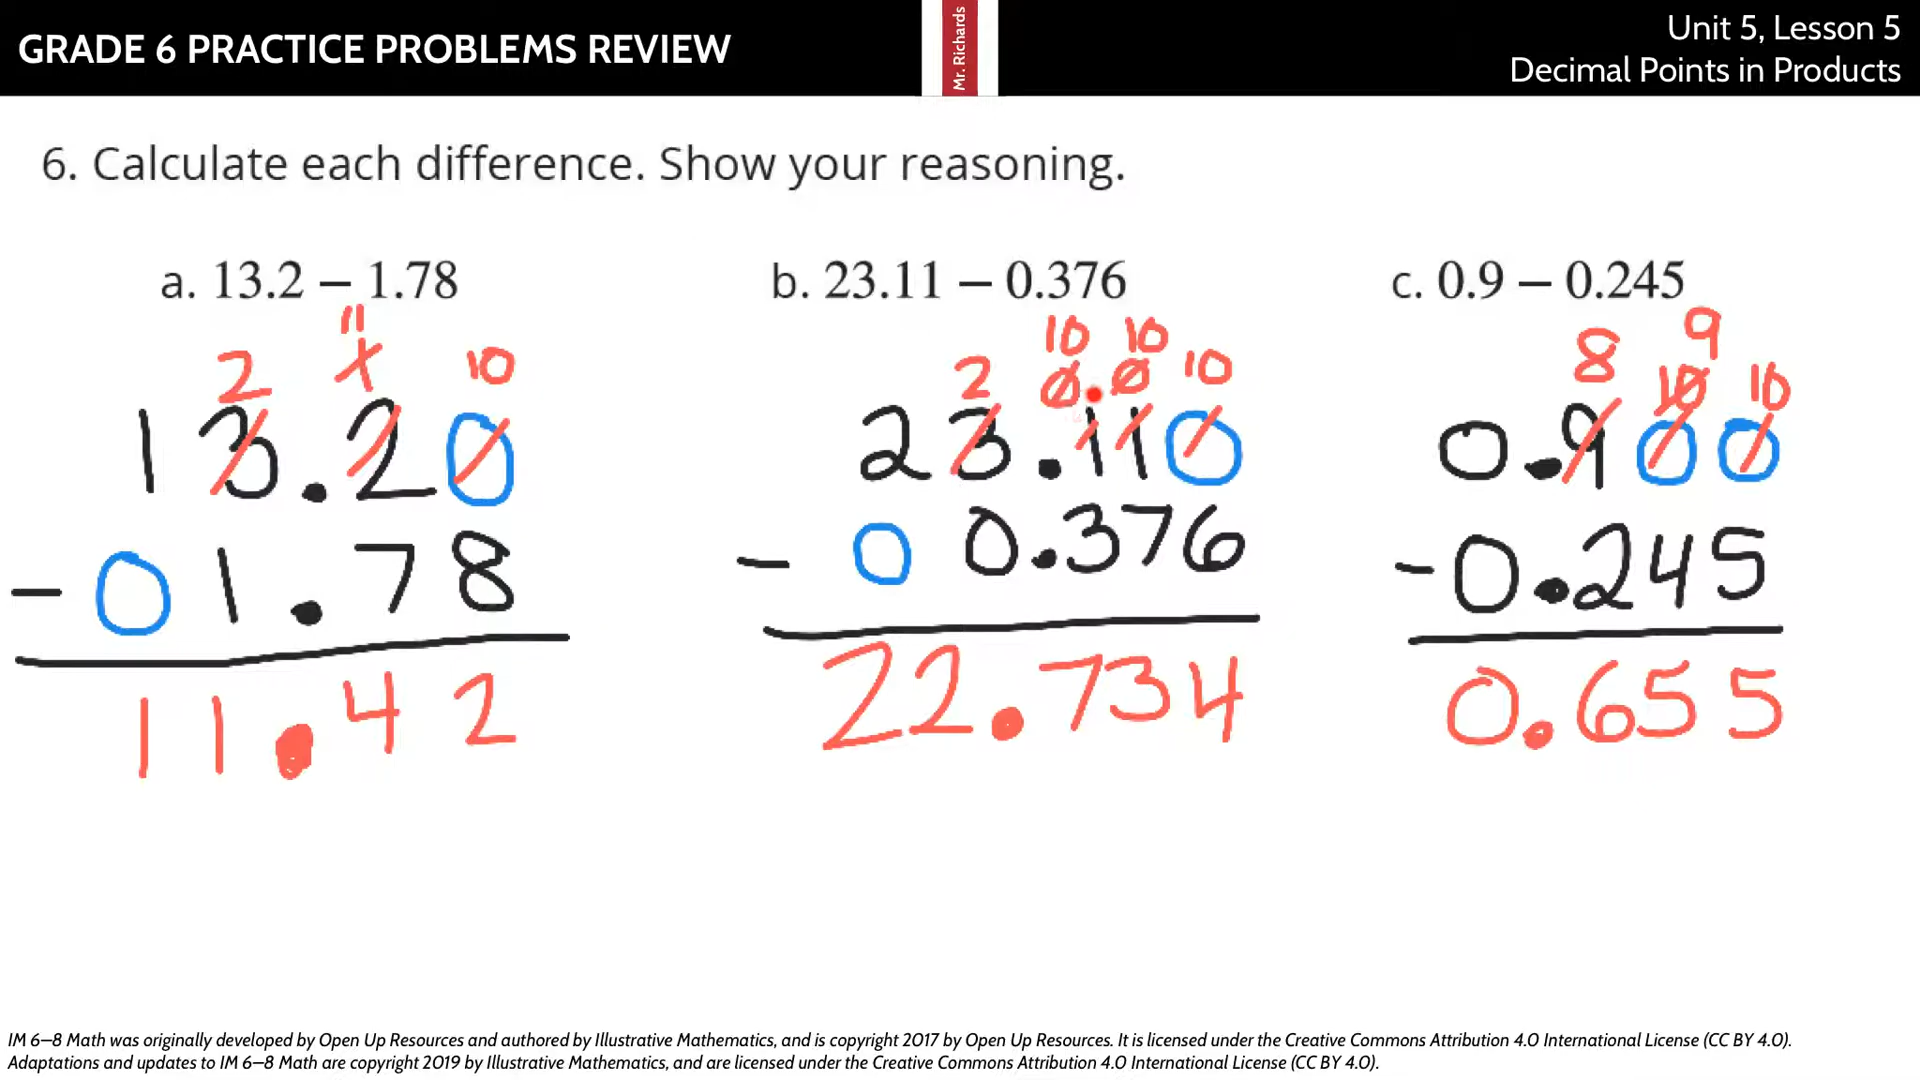 GRADE 6 PRACTICE PROBLEMS REVIEW
Mr. Richards
Unit 5, Lesson 5
Decimal Points in Products
6. Calculate each difference. Show your reasoning.
a. 13.2 – 1.78
11
2 1 10
13.20
- 01.78
11.42
b. 23.11 – 0.376
10 10
2 0 0 10
23.110
- 00.376
22.734
c. 0.9 – 0.245
9
8 10 10
0.900
- 0.245
0.655
IM 6–8 Math was originally developed by Open Up Resources and authored by Illustrative Mathematics, and is copyright 2017 by Open Up Resources. It is licensed under the Creative Commons Attribution 4.0 International License (CC BY 4.0).
Adaptations and updates to IM 6–8 Math are copyright 2019 by Illustrative Mathematics, and are licensed under the Creative Commons Attribution 4.0 International License (CC BY 4.0).